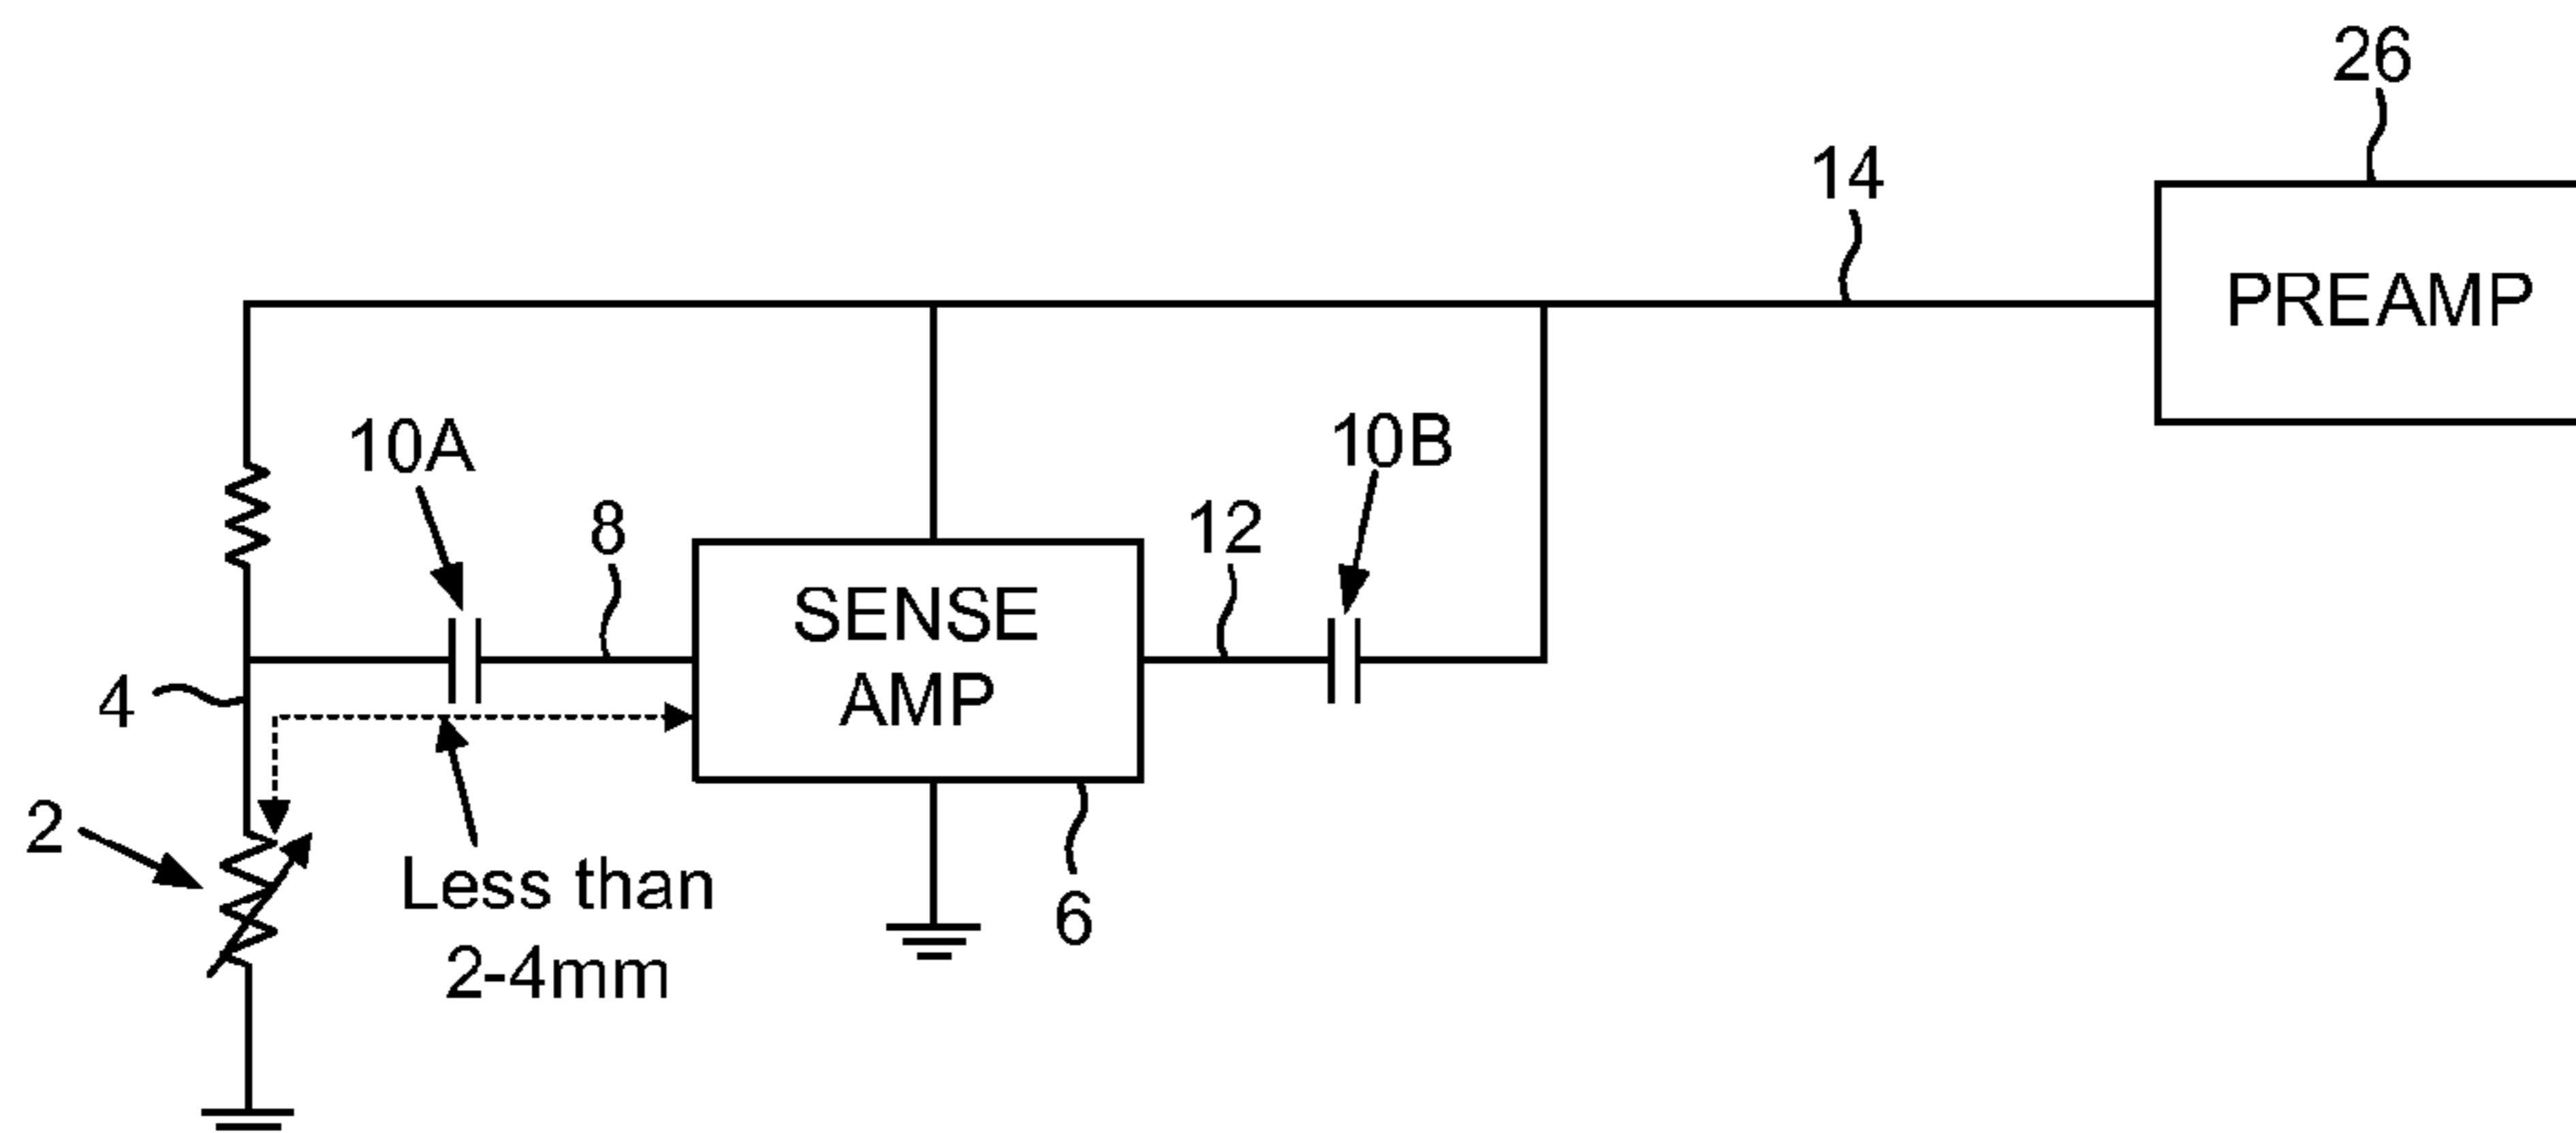 26
14
PREAMP
10A
10B
8
12
SENSE
AMP
4
2
Less than
2-4mm
6